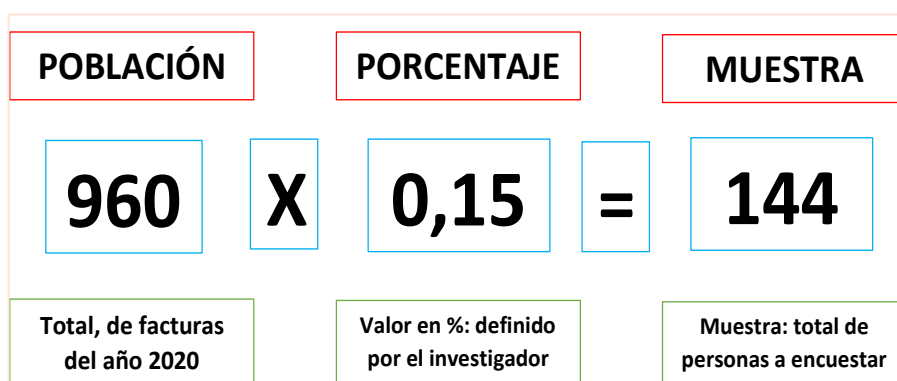 POBLACIÓN PORCENTAJE MUESTRA
960 X 0,15 = 144
Total, de facturas
del año 2020
Valor en %: definido
por el investigador
Muestra: total de
personas a encuestar